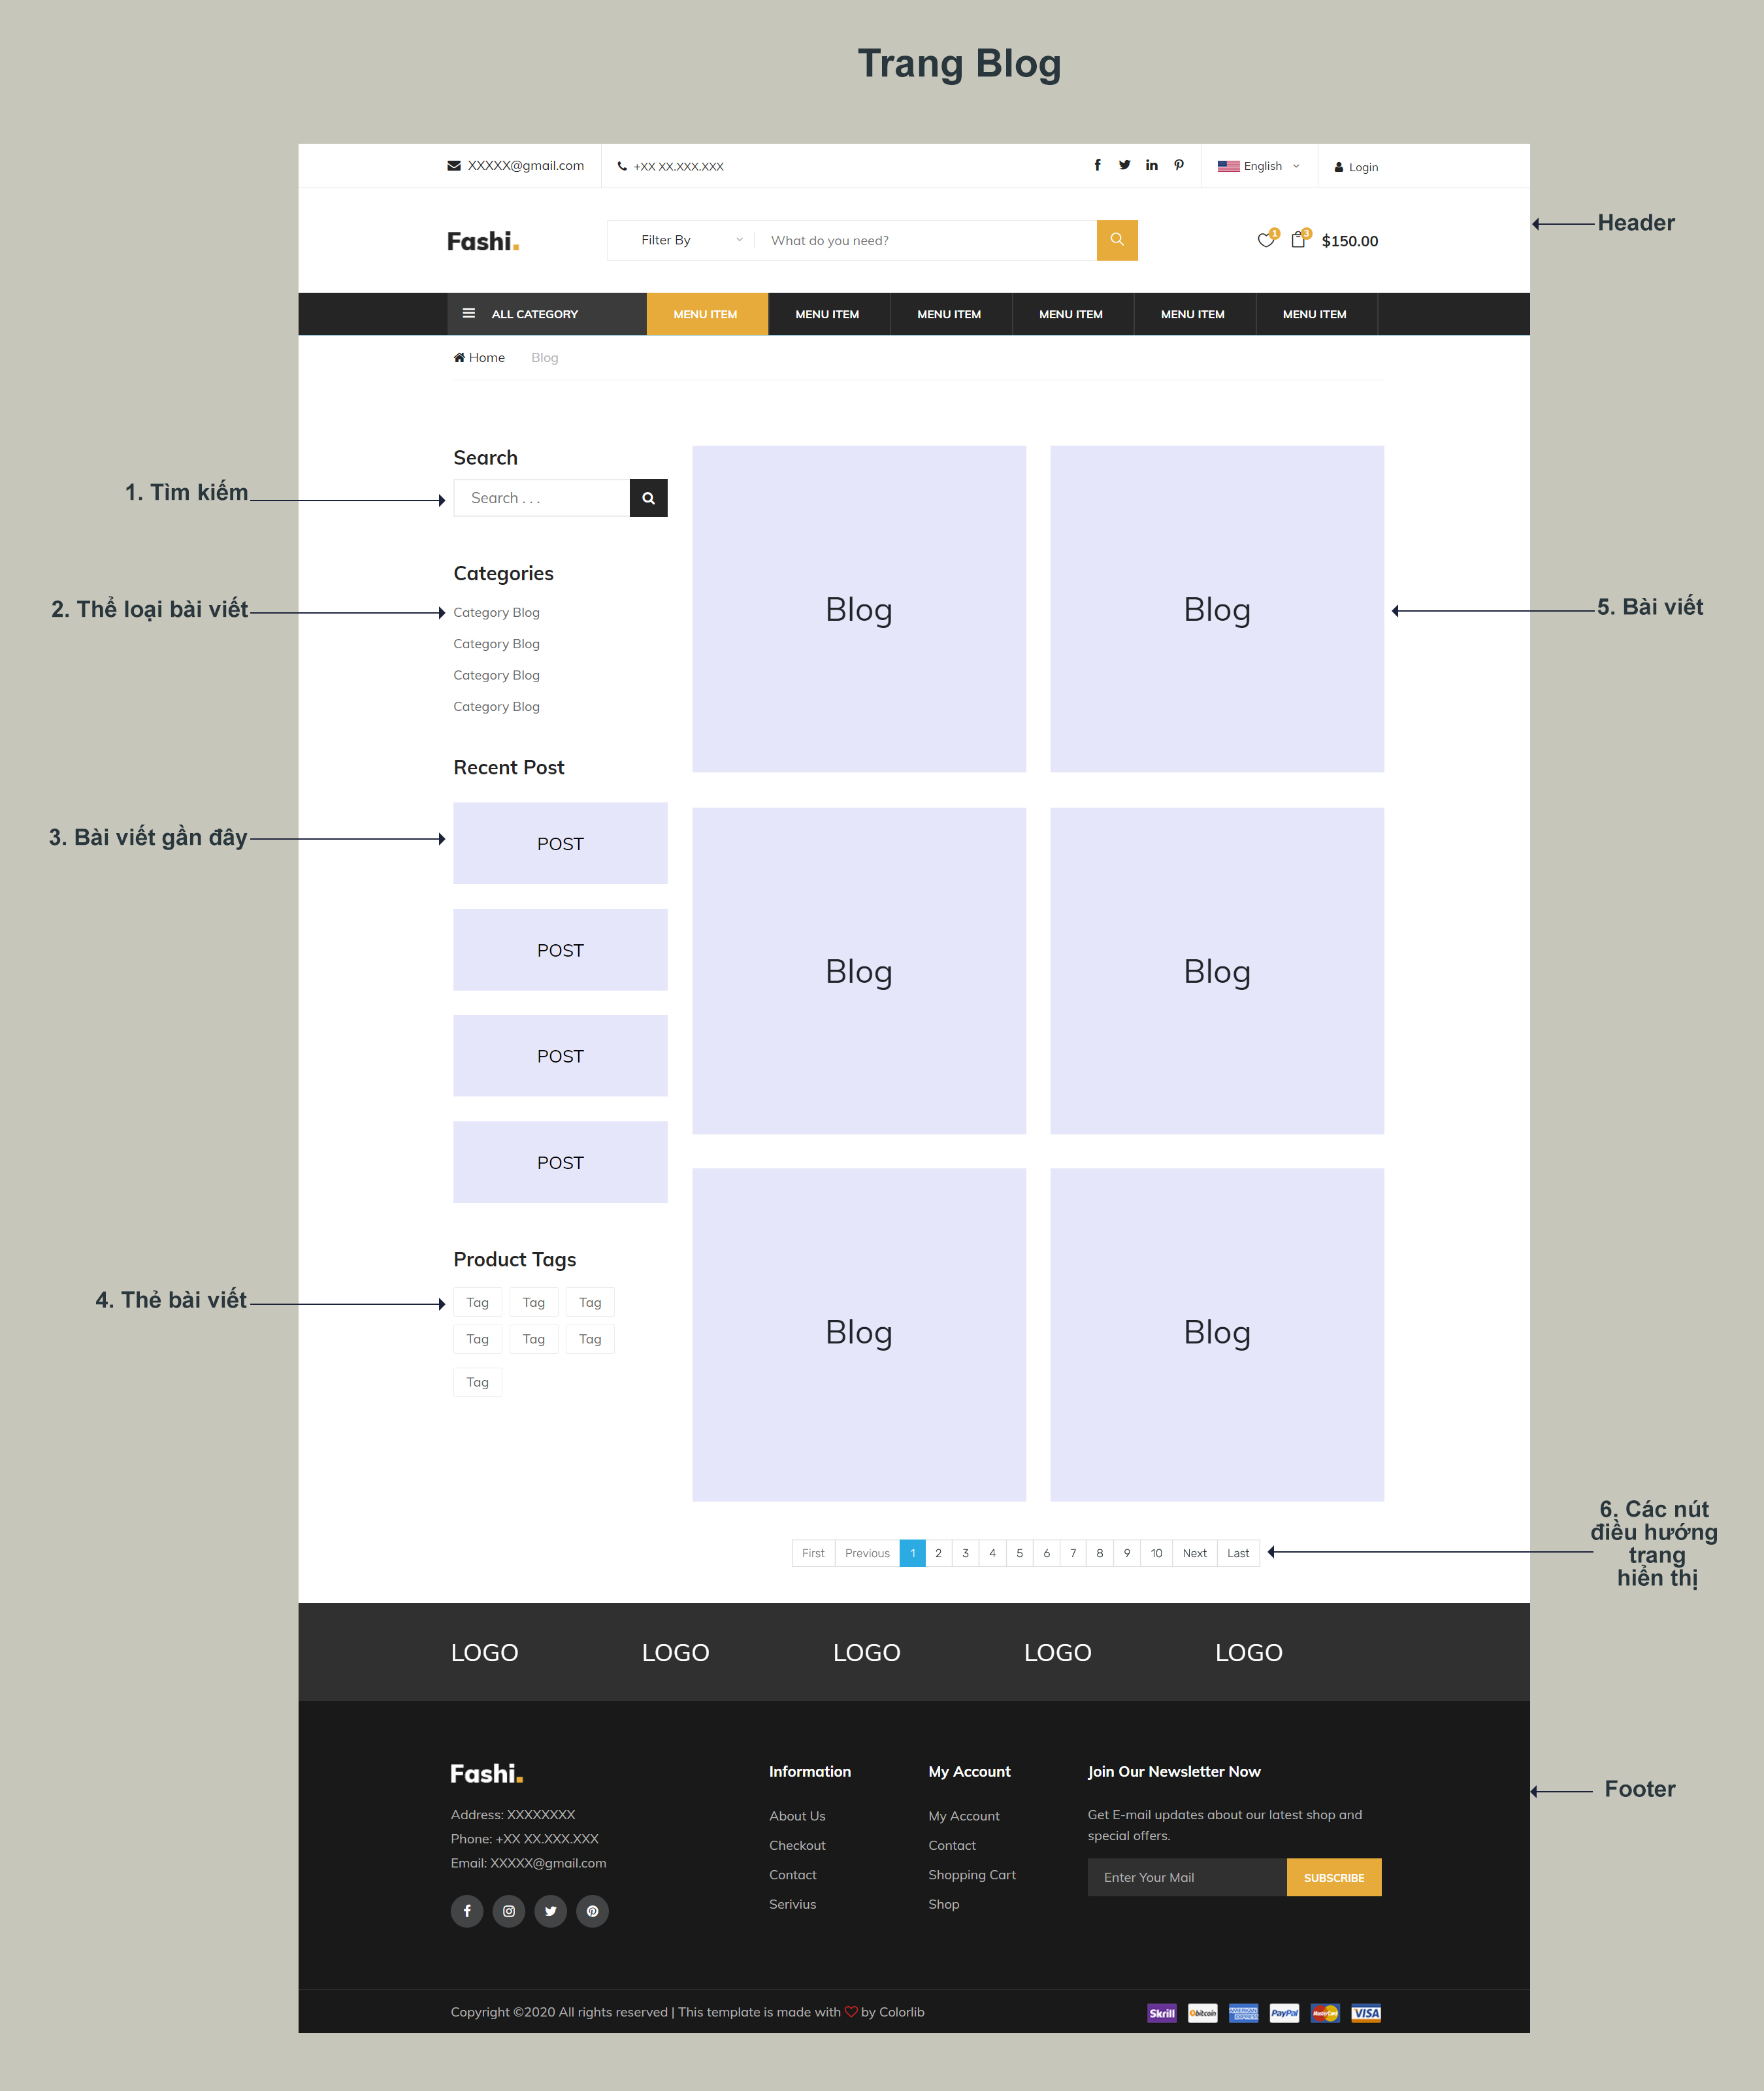 Trang Blog
XXXXX@gmail.com
+XX XX.XXX.XXX
English
Login
Header
Fashi.
Filter By
What do you need?
1
3
$150.00
ALL CATEGORY
MENU ITEM
MENU ITEM
MENU ITEM
MENU ITEM
MENU ITEM
MENU ITEM
Home
Blog
1. Tìm kiếm
Search
Search . . .
2. Thể loại bài viết
Categories
Category Blog
Category Blog
Category Blog
Category Blog
3. Bài viết gần đây
Recent Post
POST
POST
POST
POST
4. Thẻ bài viết
Product Tags
Tag
Tag
Tag
Tag
Tag
Tag
Tag
5. Bài viết
Blog
Blog
Blog
Blog
Blog
Blog
6. Các nút
điều hướng
trang
hiển thị
First
Previous
1
2
3
4
5
6
7
8
9
10
Next
Last
LOGO
LOGO
LOGO
LOGO
LOGO
Footer
Fashi.
Address: XXXXXXXX
Phone: +XX XX.XXX.XXX
Email: XXXXX@gmail.com
Information
About Us
Checkout
Contact
Serivius
My Account
My Account
Contact
Shopping Cart
Shop
Join Our Newsletter Now
Get E-mail updates about our latest shop and
special offers.
Enter Your Mail
SUBSCRIBE
Copyright ©2020 All rights reserved | This template is made with
by Colorlib
Skrill
bitcoin
AMERICAN
EXPRESS
PayPal
MasterCard
VISA